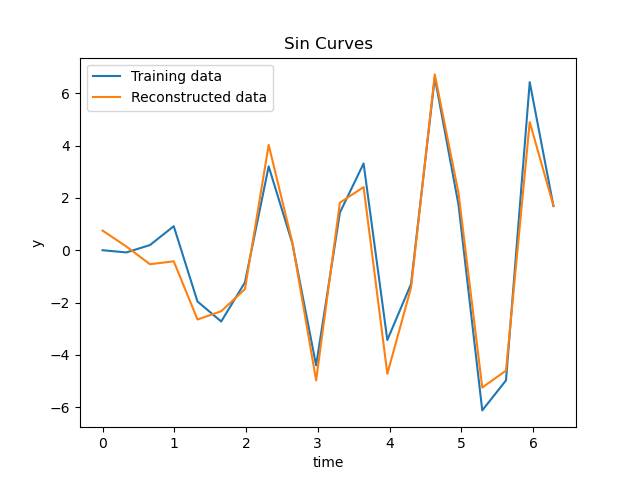 Sin Curves
Training data
Reconstructed data
y
6
4
2
0
−2
−4
−6
0 1 2 3 4 5 6
time